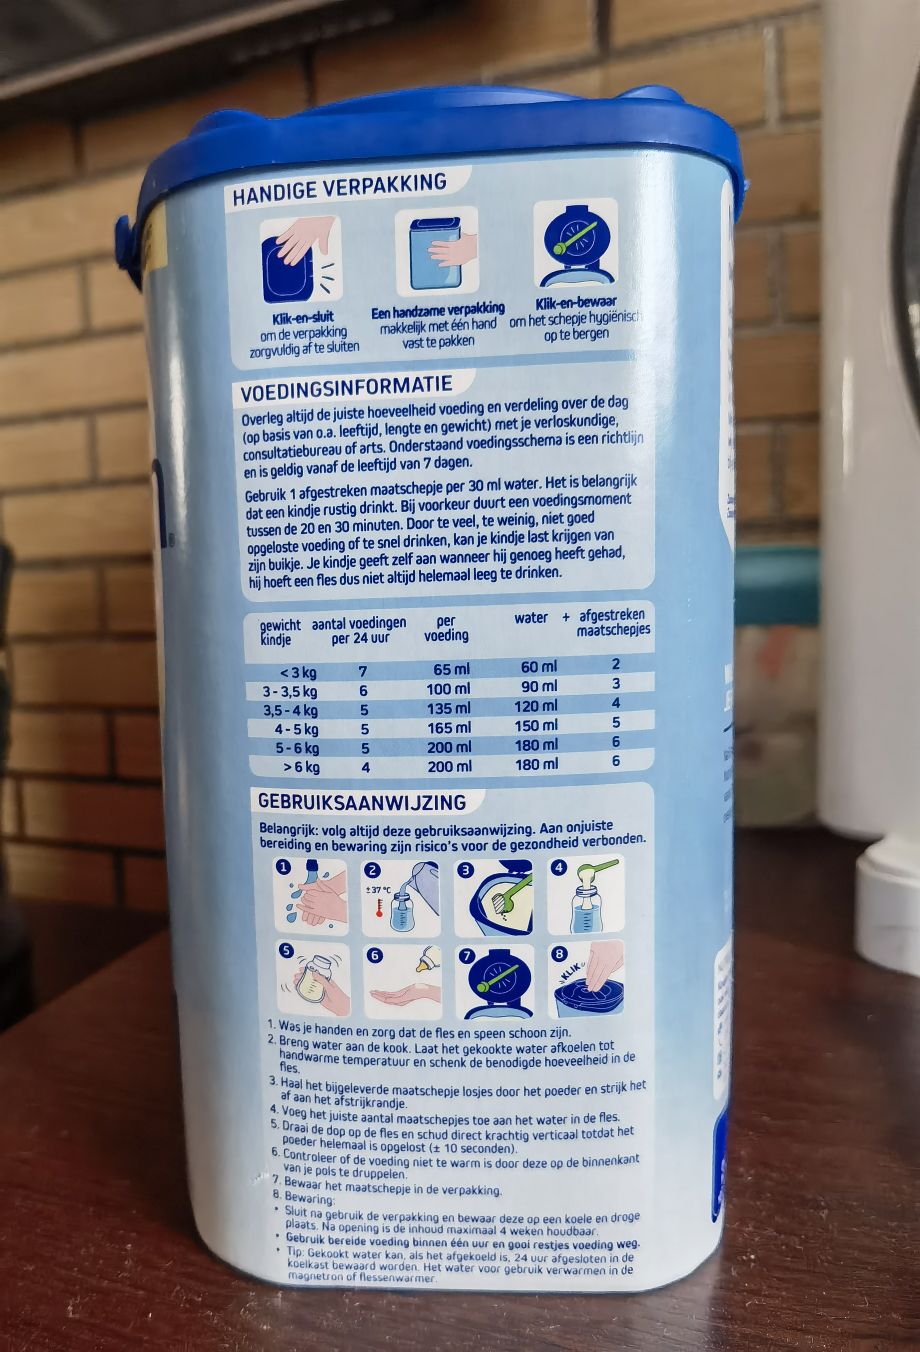 HANDIGE VERPAKKING
Klik-en-sluit
om de verpakking
zorgvuldig af te sluiten
Een handzame verpakking
makkelijk met één hand
vast te pakken
Klik-en-bewaar
om het schepje hygiënisch
op te bergen
VOEDINGSINFORMATIE
Overleg altijd de juiste hoeveelheid voeding en verdeling over de dag
(op basis van o.a. leeftijd, lengte en gewicht) met je verloskundige,
consultatiebureau of arts. Onderstaand voedingsschema is een richtlijn
en is geldig vanaf de leeftijd van 7 dagen.
Gebruik 1 afgestreken maatschepje per 30 ml water. Het is belangrijk
dat een kindje rustig drinkt. Bij voorkeur duurt een voedingsmoment
tussen de 20 en 30 minuten. Door te veel, te weinig, niet goed
opgeloste voeding of te snel drinken, kan je kindje last krijgen van
zijn buikje. Je kindje geeft zelf aan wanneer hij genoeg heeft gehad,
hij hoeft een fles dus niet altijd helemaal leeg te drinken.
gewicht aantal voedingen per water + afgestreken
kindje per 24 uur voeding maatschepjes
< 3 kg 7 65 ml 60 ml 2
3 - 3,5 kg 6 100 ml 90 ml 3
3,5 - 4 kg 5 135 ml 120 ml 4
4 - 5 kg 5 165 ml 150 ml 5
5 - 6 kg 5 200 ml 180 ml 6
> 6 kg 4 200 ml 180 ml 6
GEBRUIKSAANWIJZING
Belangrijk: volg altijd deze gebruiksaanwijzing. Aan onjuiste
bereiding en bewaring zijn risico's voor de gezondheid verbonden.
1 2 3 4
± 37 °C
5 6 7 8
KLIK
1. Was je handen en zorg dat de fles en speen schoon zijn.
2. Breng water aan de kook. Laat het gekookte water afkoelen tot
handwarme temperatuur en schenk de benodigde hoeveelheid in de
fles.
3. Haal het bijgeleverde maatschepje losjes door het poeder en strijk het
af aan het afstrijkrandje.
4. Voeg het juiste aantal maatschepjes toe aan het water in de fles.
5. Draai de dop op de fles en schud direct krachtig verticaal totdat het
poeder helemaal is opgelost (± 10 seconden).
6. Controleer of de voeding niet te warm is door deze op de binnenkant
van je pols te druppelen.
7. Bewaar het maatschepje in de verpakking.
8. Bewaring:
• Sluit na gebruik de verpakking en bewaar deze op een koele en droge
plaats. Na opening is de inhoud maximaal 4 weken houdbaar.
• Gebruik bereide voeding binnen één uur en gooi restjes voeding weg.
• Tip: Gekookt water kan, als het afgekoeld is, 24 uur afgesloten in de
koelkast bewaard worden. Het water voor gebruik verwarmen in de
magnetron of flessenwarmer.